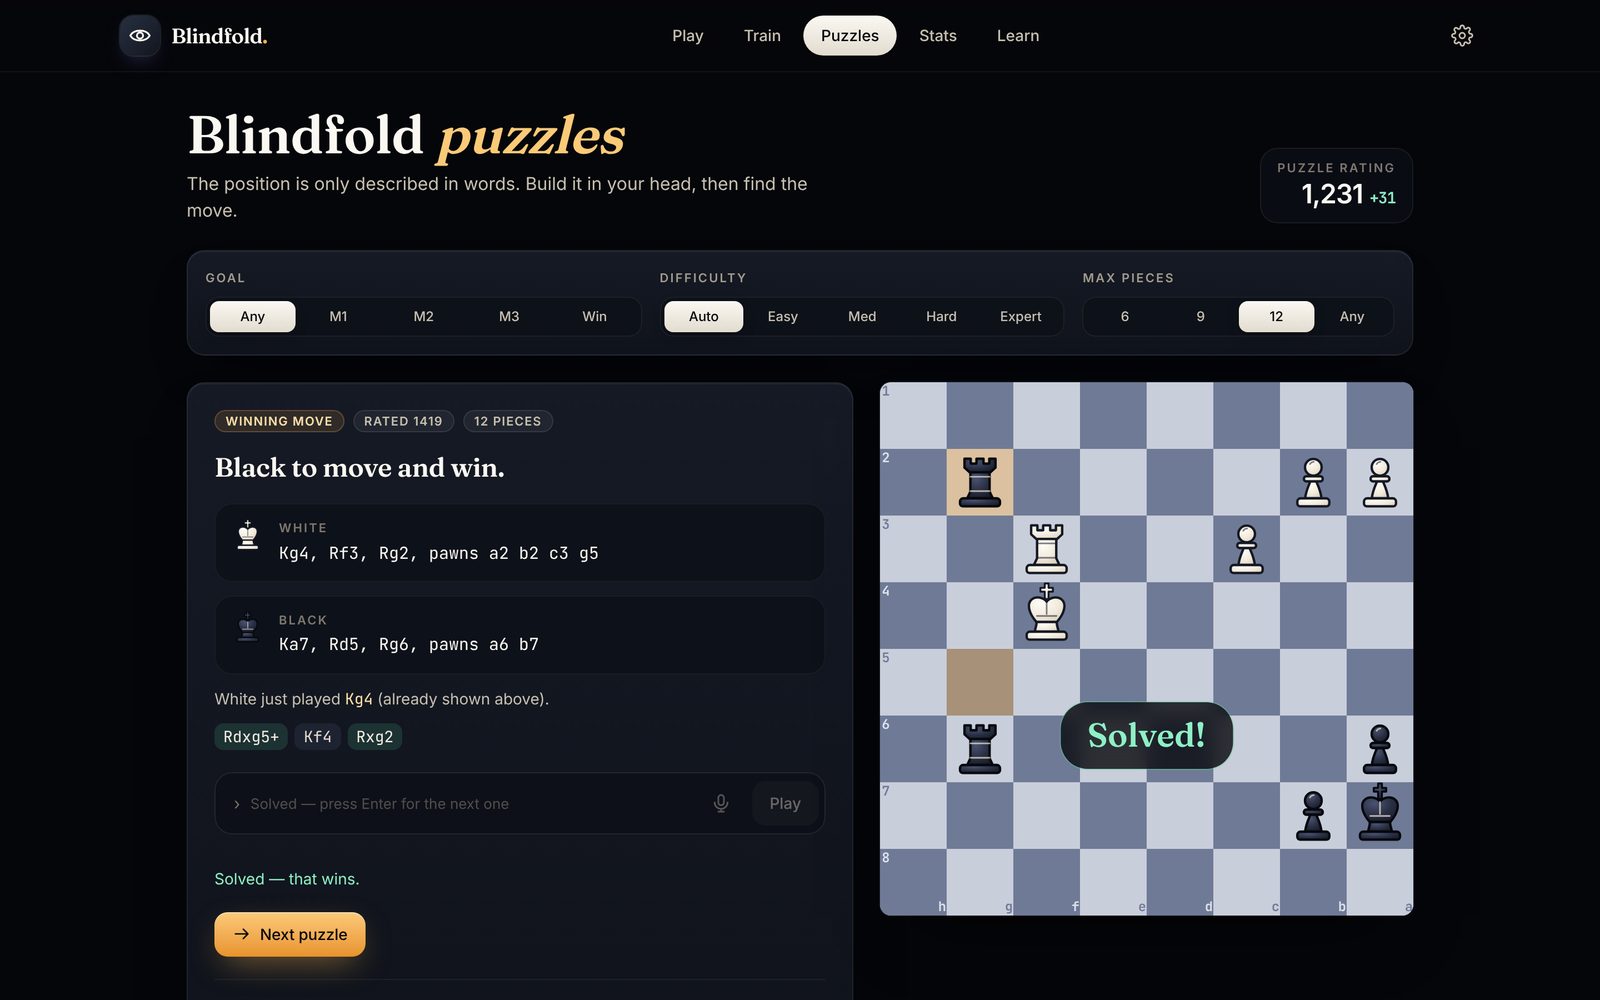 Blindfold.
Play Train Puzzles Stats Learn
Blindfold puzzles
The position is only described in words. Build it in your head, then find the
move.
PUZZLE RATING
1,231 +31
GOAL
Any M1 M2 M3 Win
DIFFICULTY
Auto Easy Med Hard Expert
MAX PIECES
6 9 12 Any
WINNING MOVE RATED 1419 12 PIECES
Black to move and win.
WHITE
Kg4, Rf3, Rg2, pawns a2 b2 c3 g5
BLACK
Ka7, Rd5, Rg6, pawns a6 b7
White just played Kg4 (already shown above).
Rdxg5+ Kf4 Rxg2
› Solved — press Enter for the next one
Play
Solved — that wins.
→ Next puzzle
1
2
3
4
5
6
7
8
h g f e d c b a
Solved!